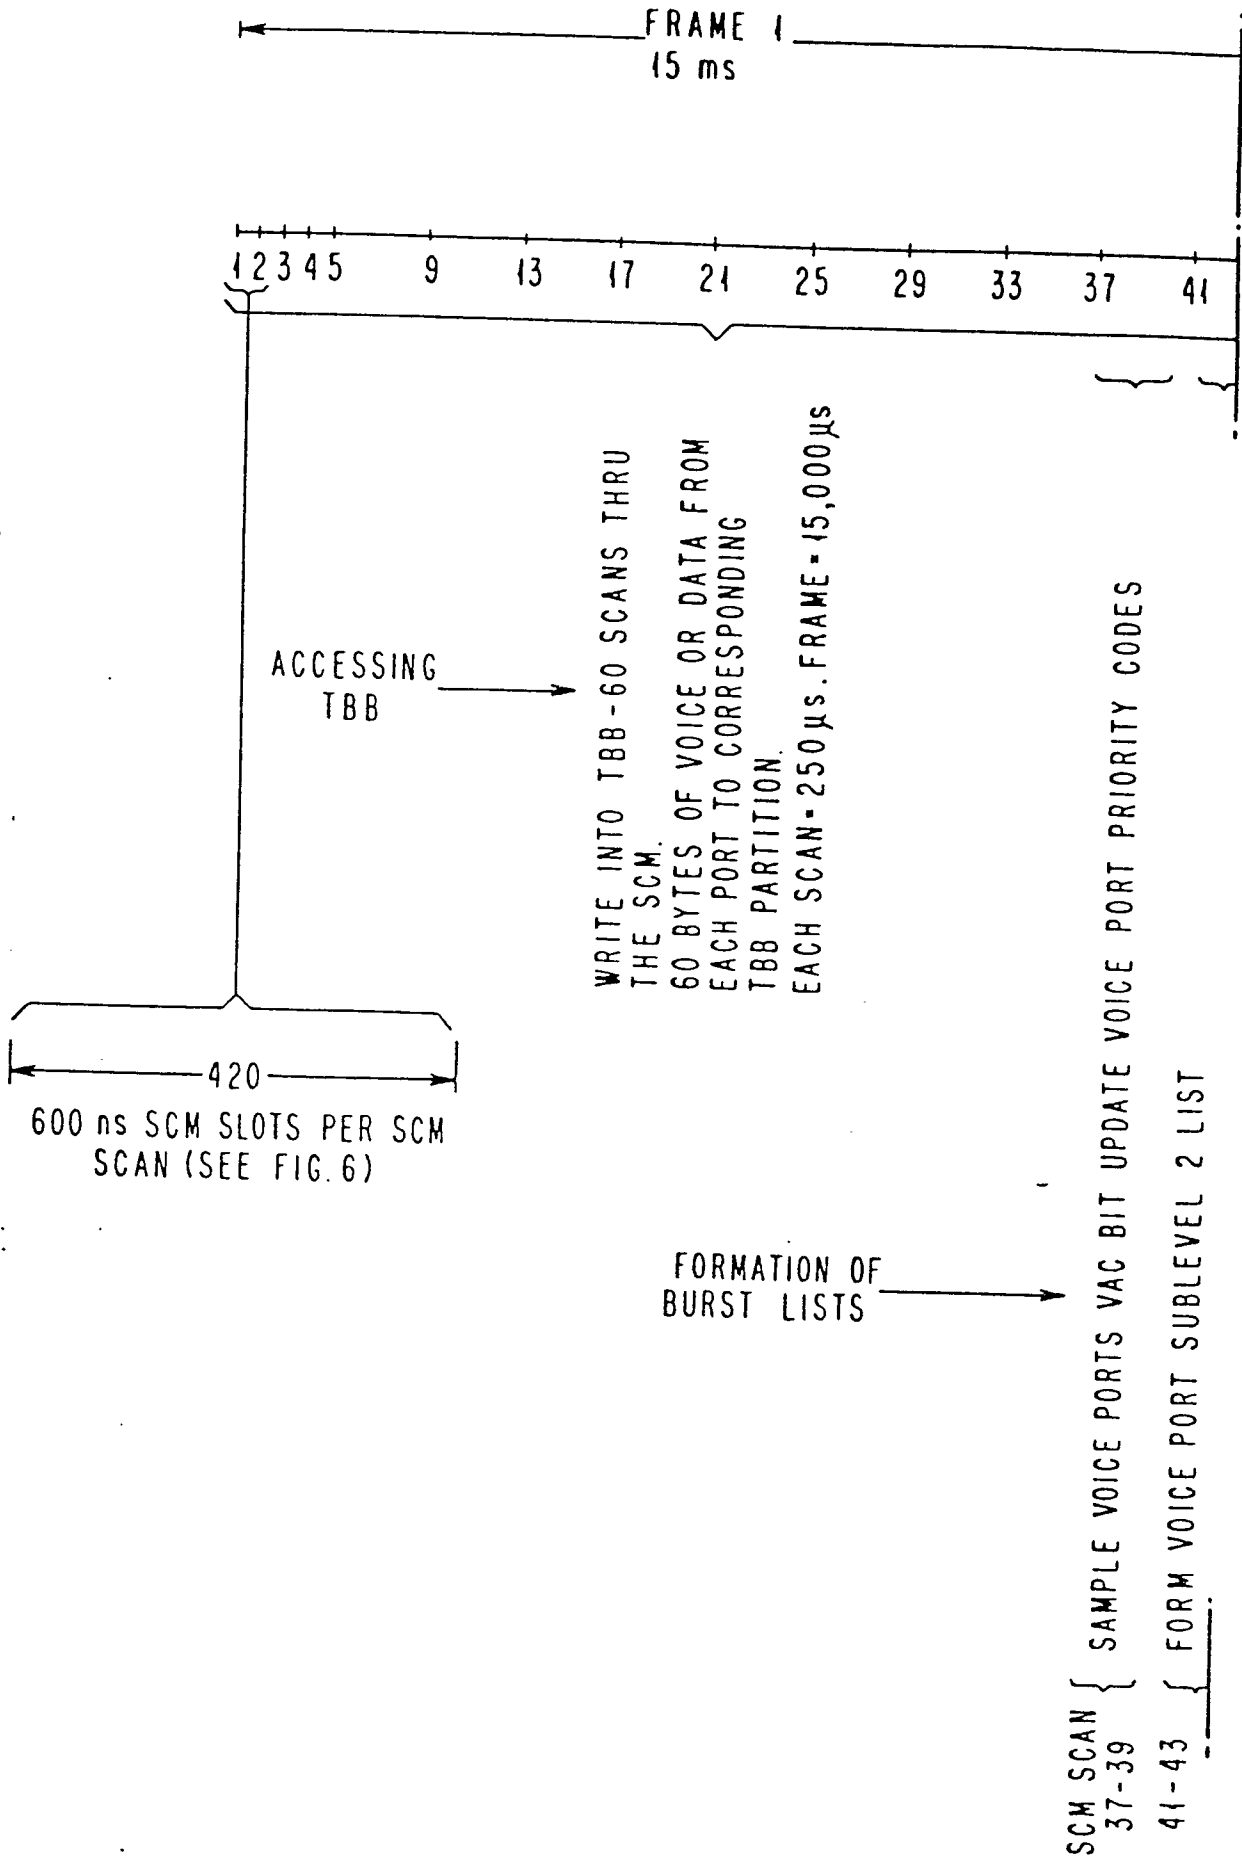 FRAME 1
15 ms
1 2 3 4 5 9 13 17 21 25 29 33 37 41
ACCESSING
TBB
WRITE INTO TBB-60 SCANS THRU
THE SCM.
60 BYTES OF VOICE OR DATA FROM
EACH PORT TO CORRESPONDING
TBB PARTITION.
EACH SCAN=250µs. FRAME=15,000µs
420
600 ns SCM SLOTS PER SCM
SCAN (SEE FIG. 6)
FORMATION OF
BURST LISTS
SCM SCAN
37-39 SAMPLE VOICE PORTS VAC BIT UPDATE VOICE PORT PRIORITY CODES
41-43 FORM VOICE PORT SUBLEVEL 2 LIST